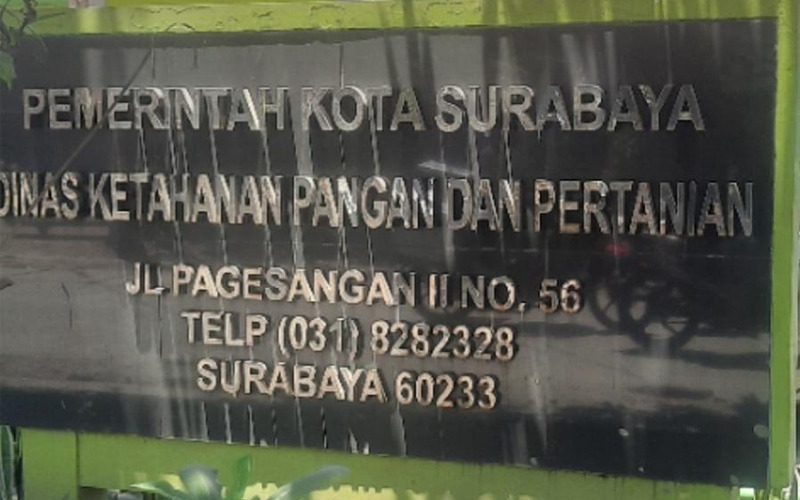 PEMERINTAH KOTA SURABAYA
DINAS KETAHANAN PANGAN DAN PERTANIAN
JL PAGESANGAN II NO. 56
TELP (031) 8282328
SURABAYA 60233